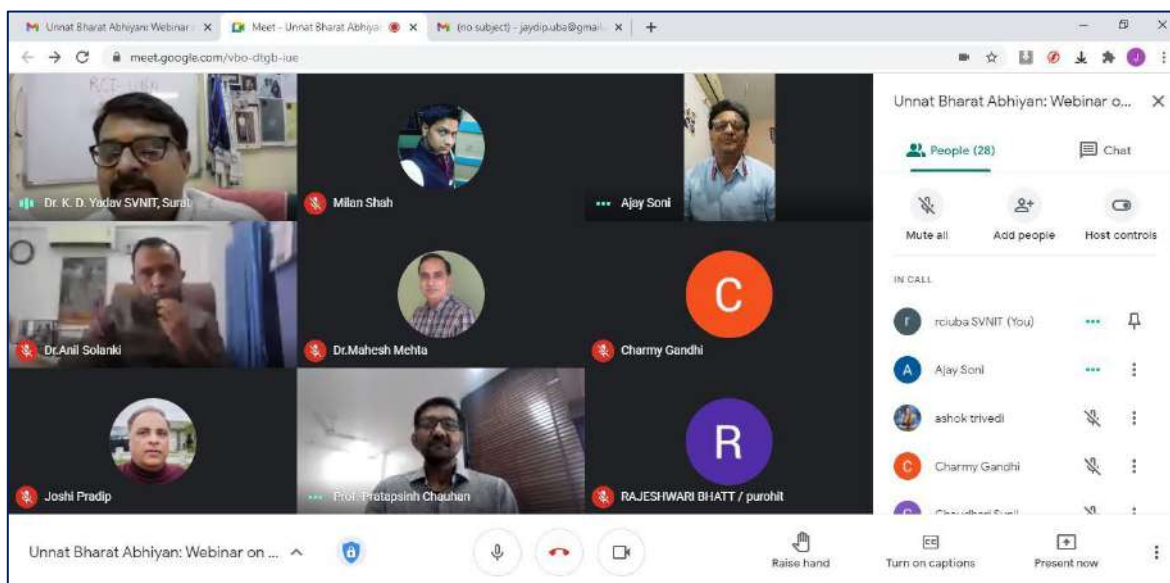 Unnat Bharat Abhiyan: Webinar
Meet - Unnat Bharat Abhiya
(no subject) - jaydip.uba@gmail.
meet.google.com/vbo-dtgb-iue
J
Dr. K. D. Yadav SVNIT, Surat
Milan Shah
Ajay Soni
Dr.Anil Solanki
Dr.Mahesh Mehta
C
Charmy Gandhi
Joshi Pradip
Prof. Pratapsinh Chauhan
R
RAJESHWARI BHATT / purohit
Unnat Bharat Abhiyan: Webinar o...
People (28)
Chat
Mute all
Add people
Host controls
IN CALL
r
rciuba SVNIT (You)
A
Ajay Soni
ashok trivedi
C
Charmy Gandhi
Chaudhari Sunil
Unnat Bharat Abhiyan: Webinar on ...
Raise hand
CC
Turn on captions
Present now